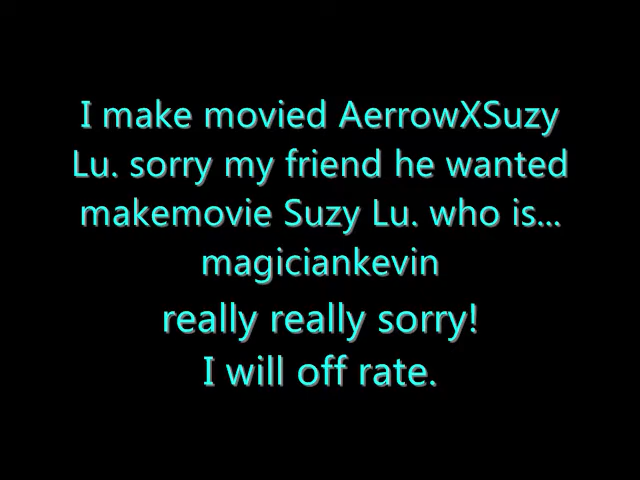 I make movied AerrowXSuzy
Lu. sorry my friend he wanted
makemovie Suzy Lu. who is...
magiciankevin
really really sorry!
I will off rate.